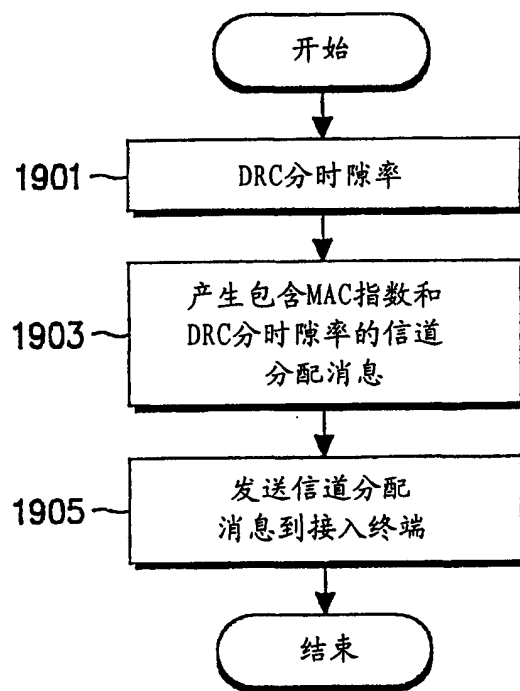 开始
1901
DRC分时隙率
产生包含MAC指数和
1903
DRC分时隙率的信道
分配消息
发送信道分配
1905
消息到接入终端
结束